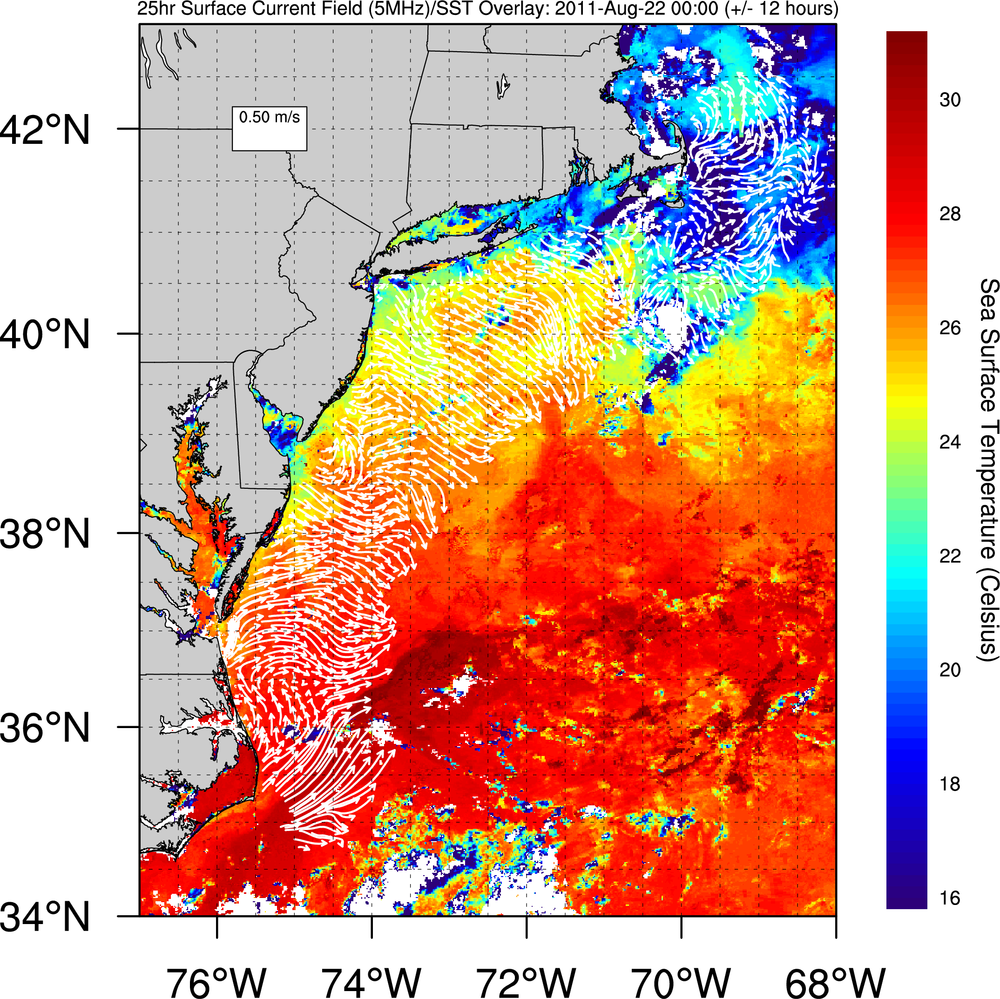 25hr Surface Current Field (5MHz)/SST Overlay: 2011-Aug-22 00:00 (+/- 12 hours)
0.50 m/s
42°N
40°N
38°N
36°N
34°N
76°W
74°W
72°W
70°W
68°W
30
28
26
24
22
20
18
16
Sea Surface Temperature (Celsius)